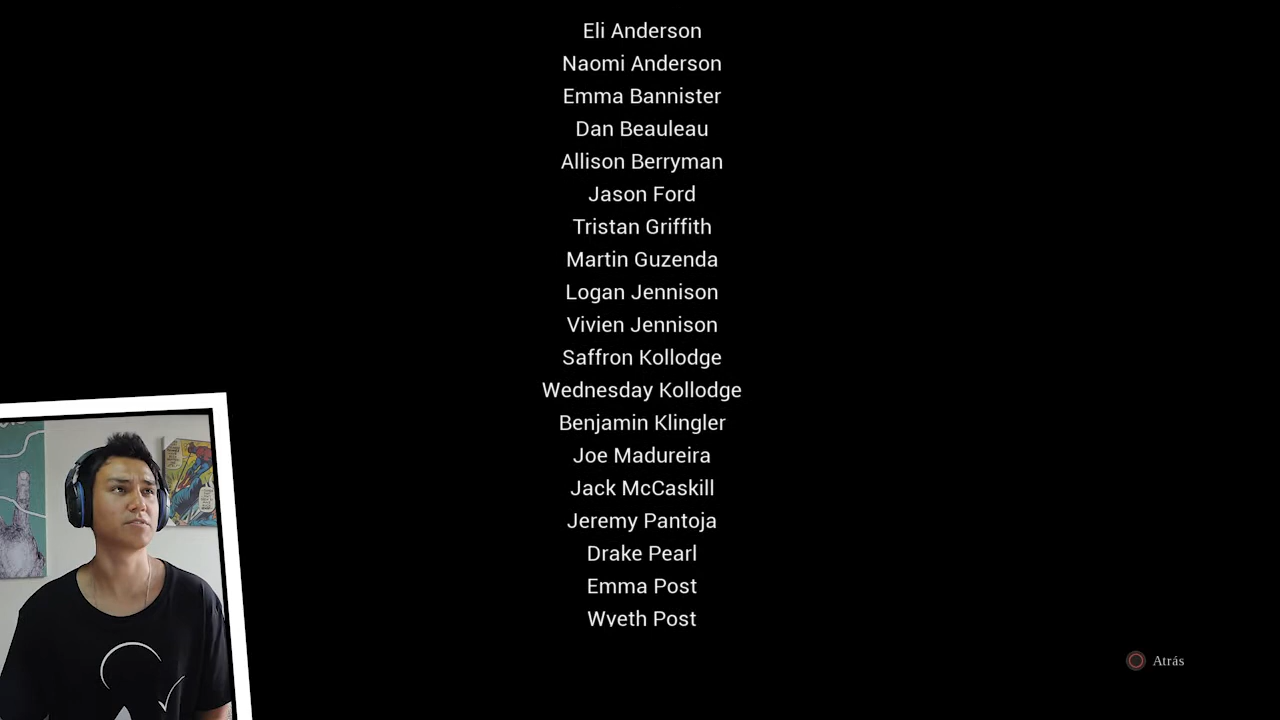 Eli Anderson
Naomi Anderson
Emma Bannister
Dan Beauleau
Allison Berryman
Jason Ford
Tristan Griffith
Martin Guzenda
Logan Jennison
Vivien Jennison
Saffron Kollodge
Wednesday Kollodge
Benjamin Klingler
Joe Madureira
Jack McCaskill
Jeremy Pantoja
Drake Pearl
Emma Post
Wyeth Post
Atrás